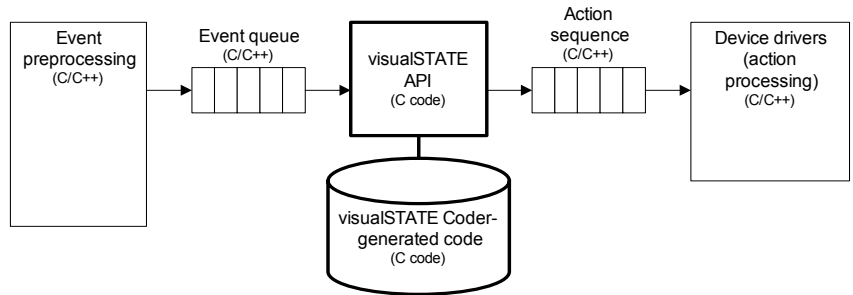 Event
preprocessing
(C/C++)
Event queue
(C/C++)
visualSTATE
API
(C code)
Action
sequence
(C/C++)
Device drivers
(action
processing)
(C/C++)
visualSTATE Coder-
generated code
(C code)